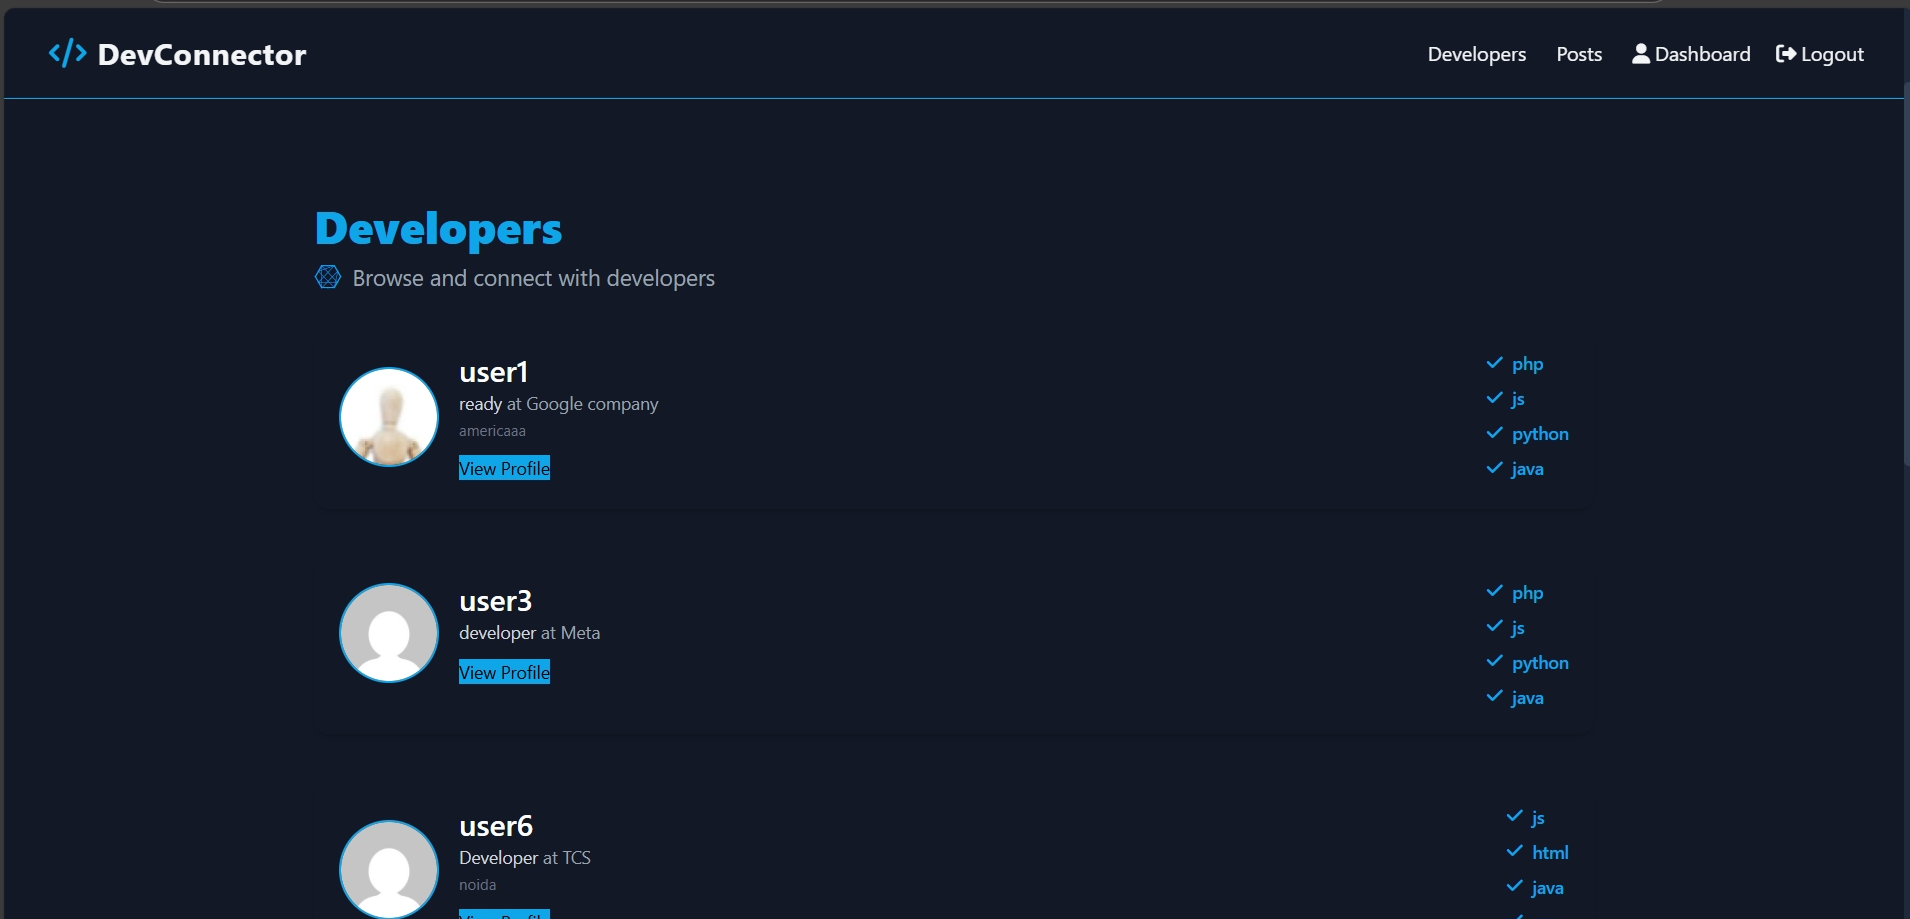 DevConnector
Developers Posts Dashboard Logout
Developers
Browse and connect with developers
user1
ready at Google company
americaaa
View Profile
php
js
python
java
user3
developer at Meta
View Profile
php
js
python
java
user6
Developer at TCS
noida
View Profile
js
html
java